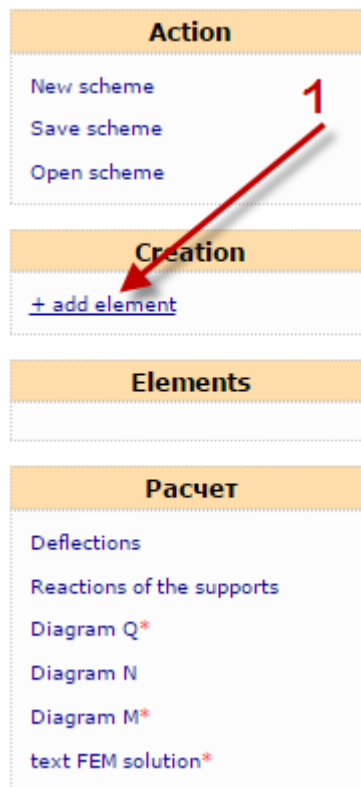 Action
New scheme
1
Save scheme
Open scheme
Creation
+ add element
Elements
Расчет
Deflections
Reactions of the supports
Diagram Q*
Diagram N
Diagram M*
text FEM solution*